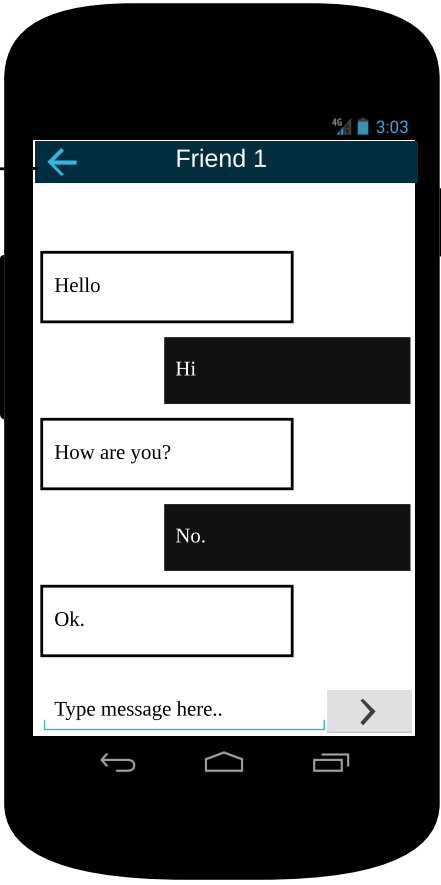 4G 3:03
Friend 1
Hello
Hi
How are you?
No.
Ok.
Type message here..